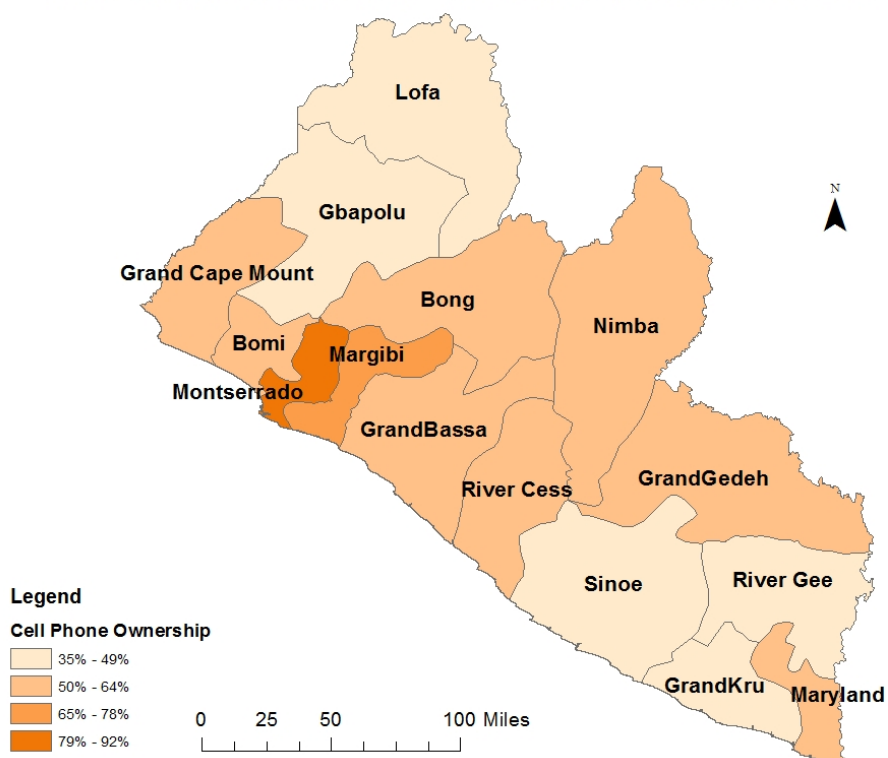 Lofa
Gbapolu
N
Grand Cape Mount
Bong
Nimba
Bomi
Margibi
Montserrado
GrandBassa
River Cess
GrandGedeh
Sinoe
River Gee
GrandKru
Maryland
Legend
Cell Phone Ownership
35% - 49%
50% - 64%
65% - 78%
79% - 92%
0 25 50 100 Miles